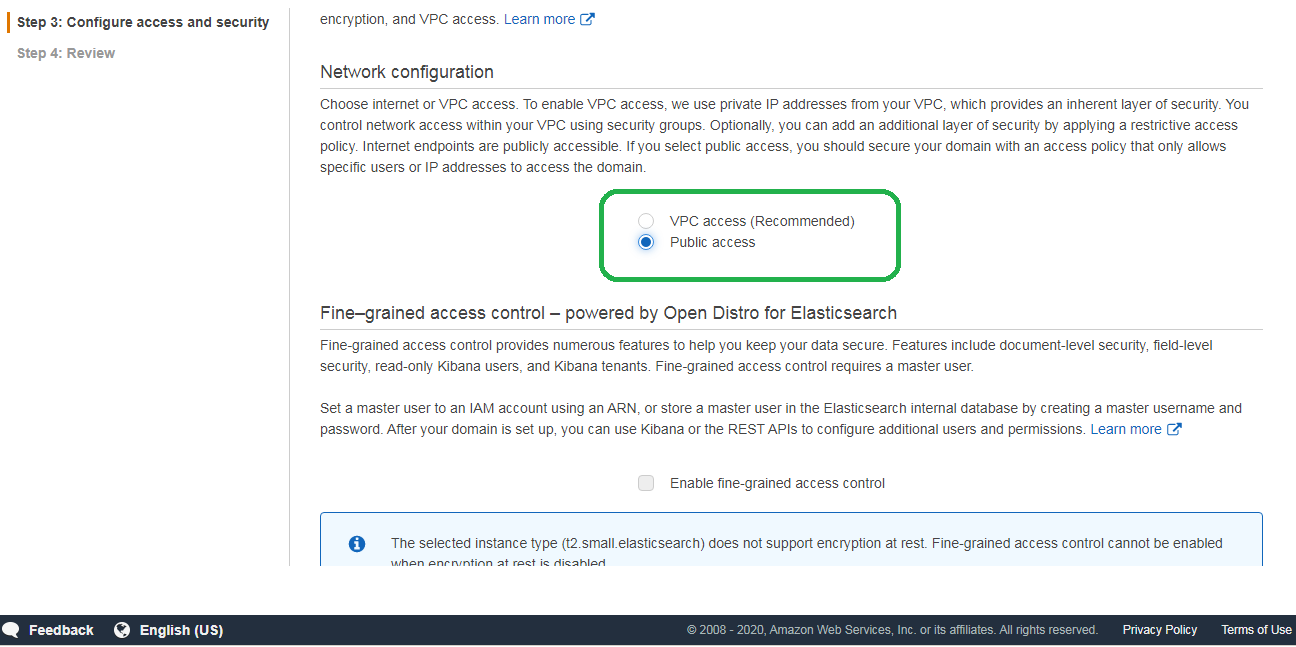 Step 3: Configure access and security
Step 4: Review
encryption, and VPC access. Learn more
Network configuration
Choose internet or VPC access. To enable VPC access, we use private IP addresses from your VPC, which provides an inherent layer of security. You
control network access within your VPC using security groups. Optionally, you can add an additional layer of security by applying a restrictive access
policy. Internet endpoints are publicly accessible. If you select public access, you should secure your domain with an access policy that only allows
specific users or IP addresses to access the domain.
VPC access (Recommended)
Public access
Fine–grained access control – powered by Open Distro for Elasticsearch
Fine-grained access control provides numerous features to help you keep your data secure. Features include document-level security, field-level
security, read-only Kibana users, and Kibana tenants. Fine-grained access control requires a master user.
Set a master user to an IAM account using an ARN, or store a master user in the Elasticsearch internal database by creating a master username and
password. After your domain is set up, you can use Kibana or the REST APIs to configure additional users and permissions. Learn more
Enable fine-grained access control
The selected instance type (t2.small.elasticsearch) does not support encryption at rest. Fine-grained access control cannot be enabled
when encryption at rest is disabled
Feedback
English (US)
© 2008 - 2020, Amazon Web Services, Inc. or its affiliates. All rights reserved.
Privacy Policy
Terms of Use